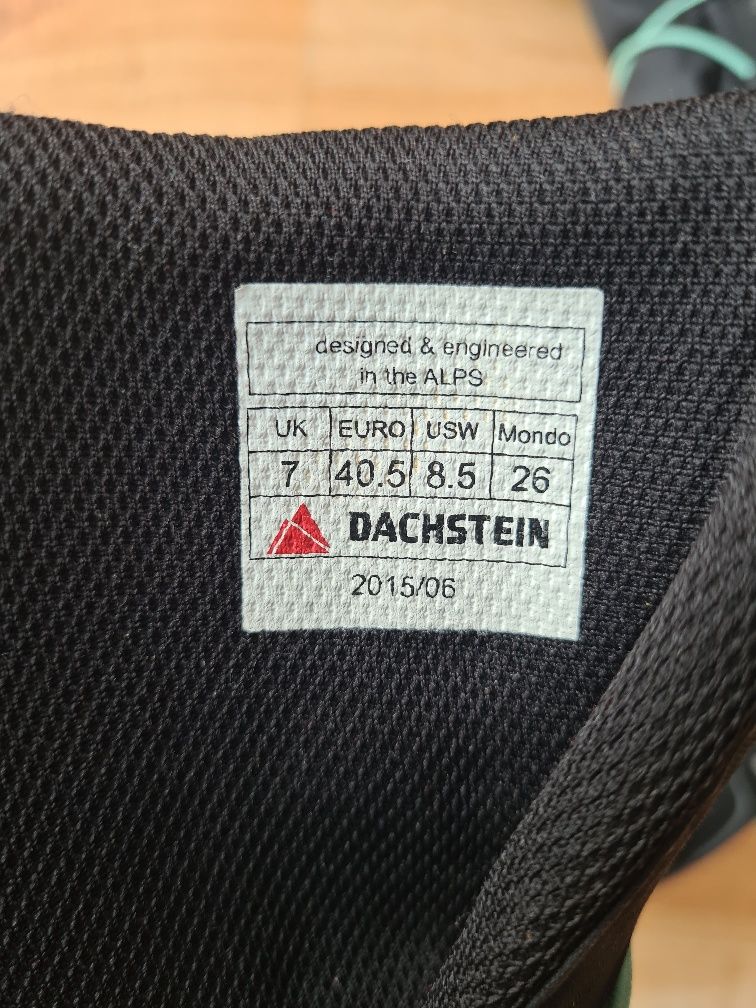 designed & engineered
in the ALPS
UK EURO USW Mondo
7 40.5 8.5 26
DACHSTEIN
2015/06